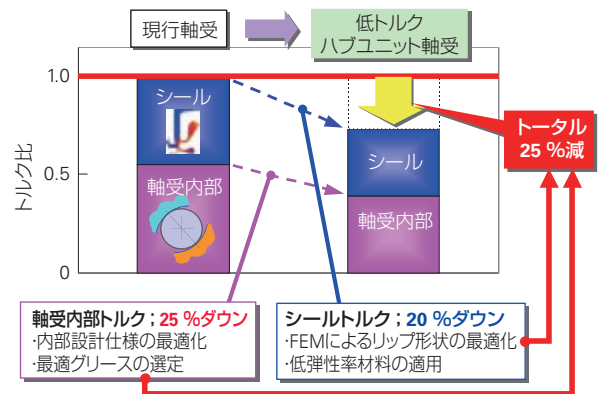 現行軸受
低トルク
ハブユニット軸受
トルク比
1.0
0.5
0
シール
軸受内部
シール
軸受内部
トータル
25 %減
軸受内部トルク；25 %ダウン
・内部設計仕様の最適化
・最適グリースの選定
シールトルク；20 %ダウン
・FEMによるリップ形状の最適化
・低弾性率材料の適用